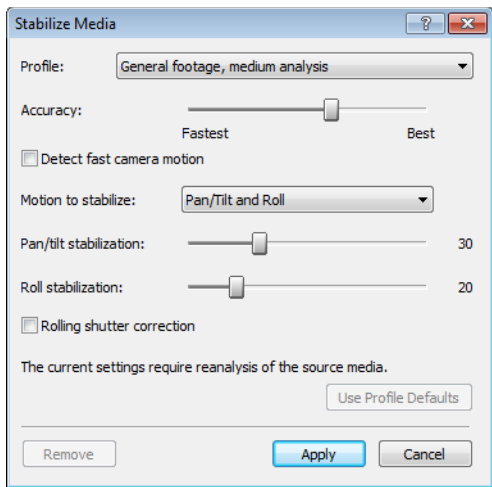 Stabilize Media
?
Profile: General footage, medium analysis
Accuracy:
Fastest Best
Detect fast camera motion
Motion to stabilize: Pan/Tilt and Roll
Pan/tilt stabilization: 30
Roll stabilization: 20
Rolling shutter correction
The current settings require reanalysis of the source media.
Use Profile Defaults
Remove Apply Cancel